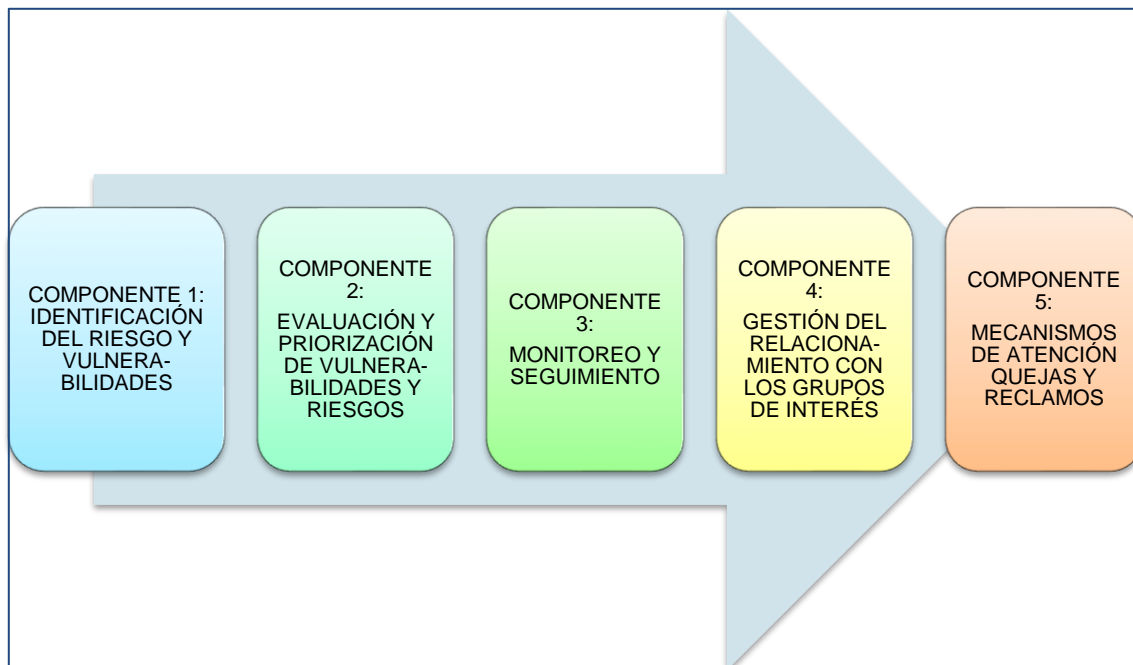 COMPONENTE 1:
IDENTIFICACIÓN
DEL RIESGO Y
VULNERA-
BILIDADES
COMPONENTE
2:
EVALUACIÓN Y
PRIORIZACIÓN
DE VULNERA-
BILIDADES Y
RIESGOS
COMPONENTE
3:
MONITOREO Y
SEGUIMIENTO
COMPONENTE
4:
GESTIÓN DEL
RELACIONA-
MIENTO CON
LOS GRUPOS
DE INTERÉS
COMPONENTE
5:
MECANISMOS
DE ATENCIÓN
QUEJAS Y
RECLAMOS